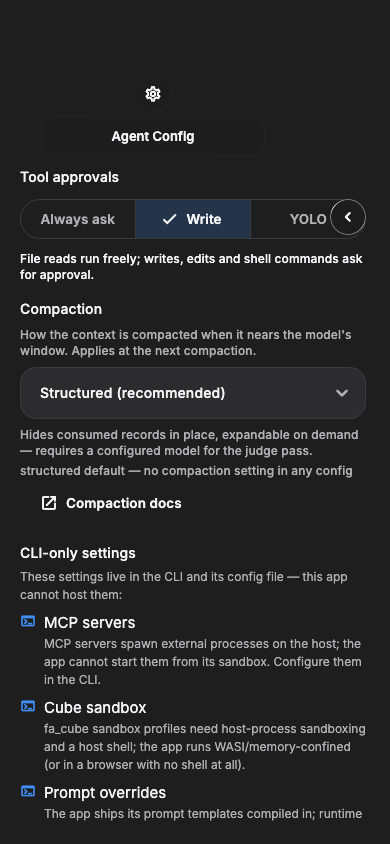 Agent Config
Tool approvals
Always ask
Write
YOLO
File reads run freely; writes, edits and shell commands ask
for approval.
Compaction
How the context is compacted when it nears the model's
window. Applies at the next compaction.
Structured (recommended)
Hides consumed records in place, expandable on demand
— requires a configured model for the judge pass.
structured default — no compaction setting in any config
Compaction docs
CLI-only settings
These settings live in the CLI and its config file — this app
cannot host them:
MCP servers
MCP servers spawn external processes on the host; the
app cannot start them from its sandbox. Configure them
in the CLI.
Cube sandbox
fa_cube sandbox profiles need host-process sandboxing
and a host shell; the app runs WASI/memory-confined
(or in a browser with no shell at all).
Prompt overrides
The app ships its prompt templates compiled in; runtime